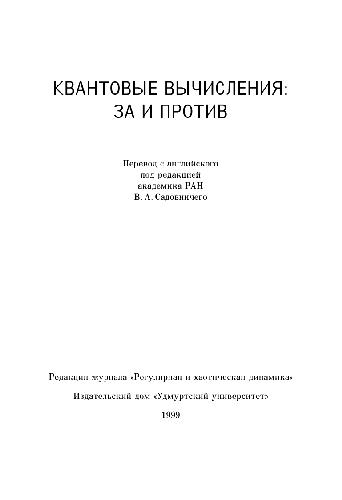 КВАНТОВЫЕ ВЫЧИСЛЕНИЯ:
ЗА И ПРОТИВ
Перевод с английского
под редакцией
академика РАН
В. А. Садовничего
Редакция журнала «Регулярная и хаотическая динамика»
Издательский дом «Удмуртский университет»
1999